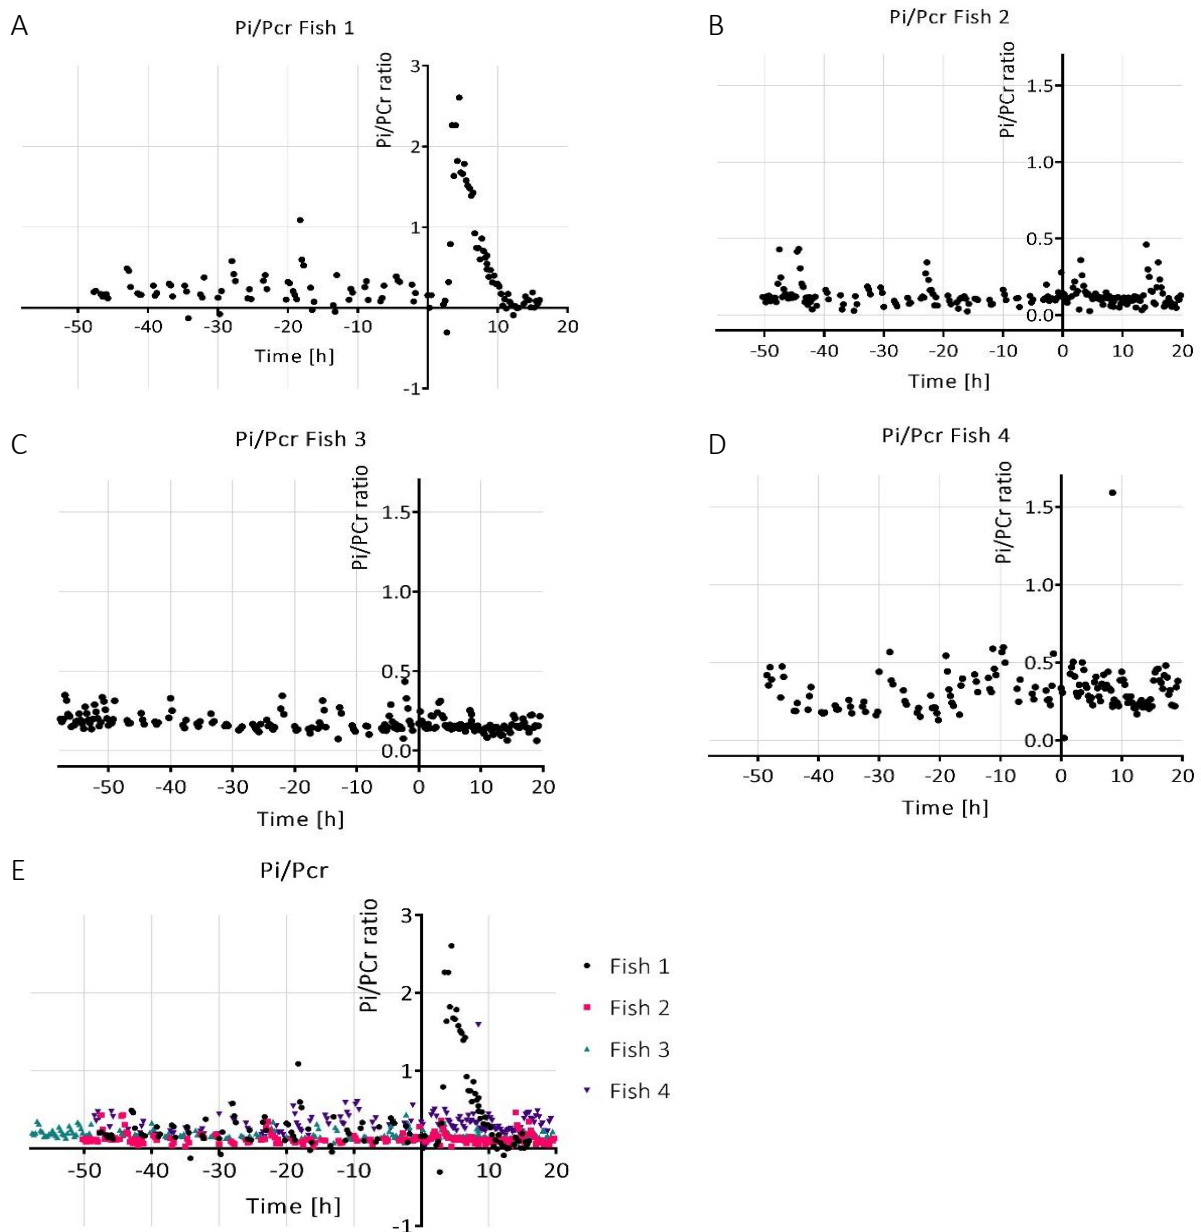 A
Pi/Pcr Fish 1
Pi/PCr ratio
3
2
1
-1
-50 -40 -30 -20 -10 10 20
Time [h]
B
Pi/Pcr Fish 2
Pi/PCr ratio
1.5
1.0
0.5
0.0
-50 -40 -30 -20 -10 0 10 20
Time [h]
C
Pi/Pcr Fish 3
Pi/PCr ratio
1.5
1.0
0.5
0.0
-50 -40 -30 -20 -10 0 10 20
Time [h]
D
Pi/Pcr Fish 4
Pi/PCr ratio
1.5
1.0
0.5
0.0
-50 -40 -30 -20 -10 0 10 20
Time [h]
E
Pi/Pcr
Pi/PCr ratio
3
2
1
-1
-50 -40 -30 -20 -10 10 20
Time [h]
Fish 1
Fish 2
Fish 3
Fish 4